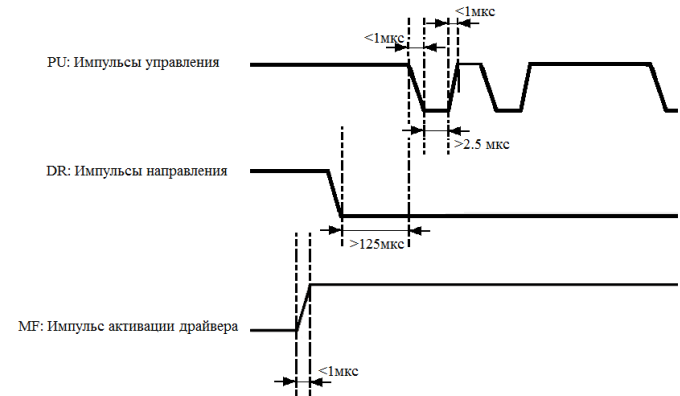 <1мкс
<1мкс
PU: Импульсы управления
>2.5 мкс
DR: Импульсы направления
>125мкс
MF: Импульс активации драйвера
<1мкс